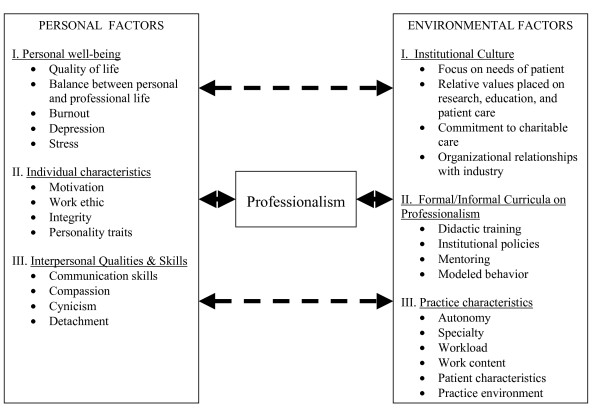 PERSONAL FACTORS
I. Personal well-being
• Quality of life
• Balance between personal
and professional life
• Burnout
• Depression
• Stress
II. Individual characteristics
• Motivation
• Work ethic
• Integrity
• Personality traits
III. Interpersonal Qualities & Skills
• Communication skills
• Compassion
• Cynicism
• Detachment
Professionalism
ENVIRONMENTAL FACTORS
I. Institutional Culture
• Focus on needs of patient
• Relative values placed on
research, education, and
patient care
• Commitment to charitable
care
• Organizational relationships
with industry
II. Formal/Informal Curricula on
Professionalism
• Didactic training
• Institutional policies
• Mentoring
• Modeled behavior
III. Practice characteristics
• Autonomy
• Specialty
• Workload
• Work content
• Patient characteristics
• Practice environment